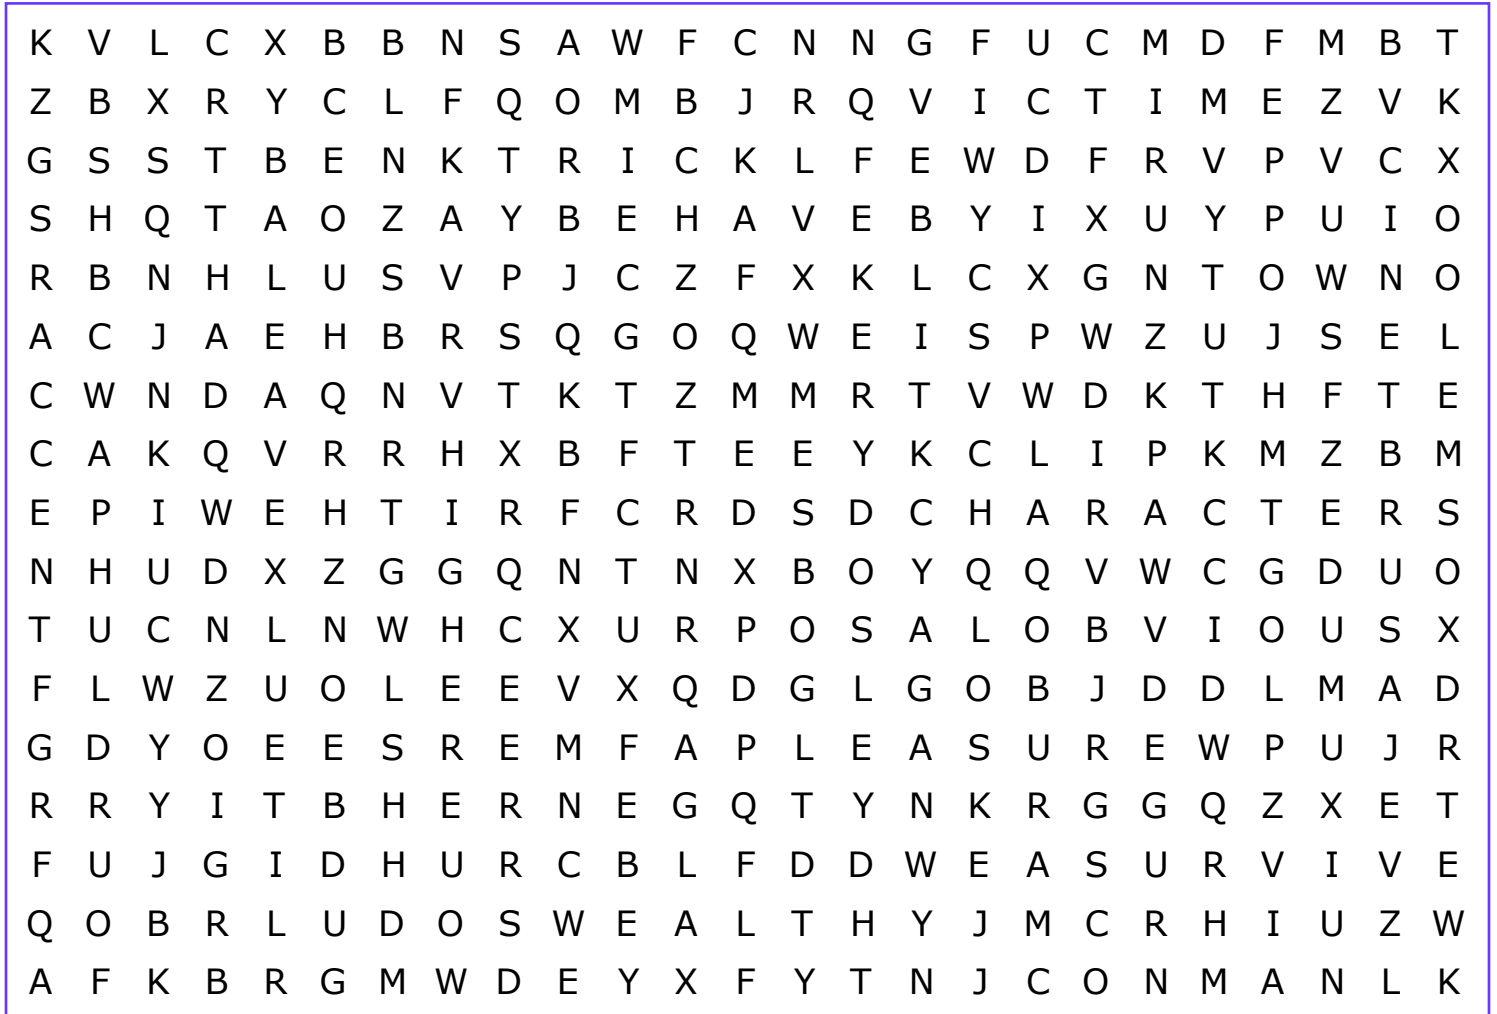 K V L C X B B N S A W F C N N G F U C M D F M B T
Z B X R Y C L F Q O M B J R Q V I C T I M E Z V K
G S S T B E N K T R I C K L F E W D F R V P V C X
S H Q T A O Z A Y B E H A V E B Y I X U Y P U I O
R B N H L U S V P J C Z F X K L C X G N T O W N O
A C J A E H B R S Q G O Q W E I S P W Z U J S E L
C W N D A Q N V T K T Z M M R T V W D K T H F T E
C A K Q V R R H X B F T E E Y K C L I P K M Z B M
E P I W E H T I R F C R D S D C H A R A C T E R S
N H U D X Z G G Q N T N X B O Y Q Q V W C G D U O
T U C N L N W H C X U R P O S A L O B V I O U S X
F L W Z U O L E E V X Q D G L G O B J D D L M A D
G D Y O E E S R E M F A P L E A S U R E W P U J R
R R Y I T B H E R N E G Q T Y N K R G G Q Z X E T
F U J G I D H U R C B L F D D W E A S U R V I V E
Q O B R L U D O S W E A L T H Y J M C R H I U Z W
A F K B R G M W D E Y X F Y T N J C O N M A N L K